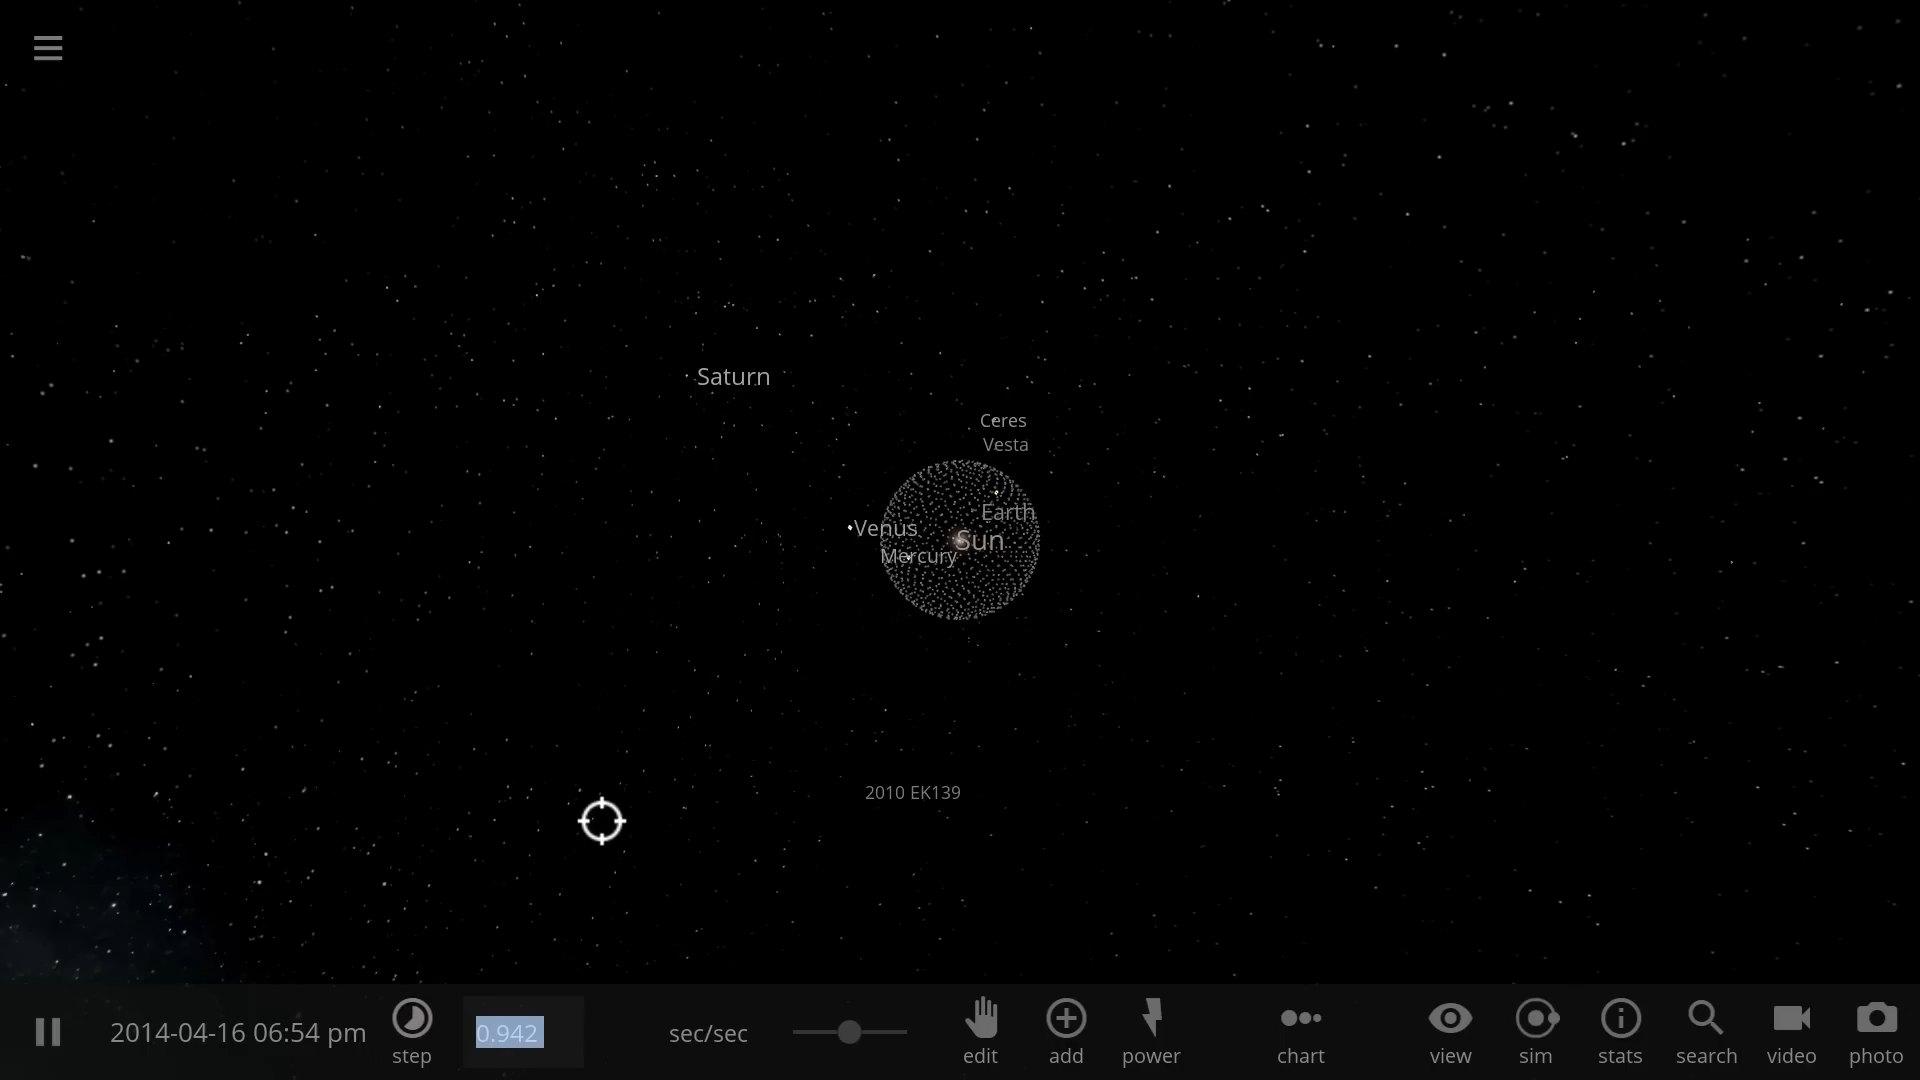 Saturn
Ceres
Vesta
Earth
Venus
Sun
Mercury
2010 EK139
2014-04-16 06:54 pm
step
0.942
sec/sec
edit
add
power
chart
view
sim
stats
search
video
photo